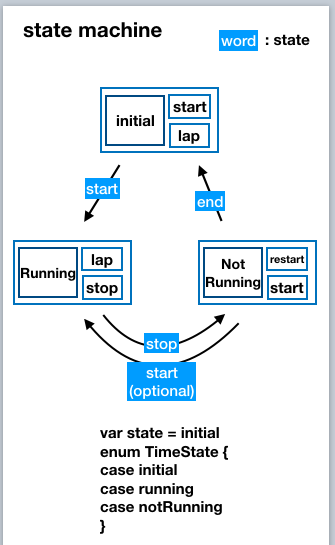 state machine
word : state
initial
start
lap
start
end
Running
lap
stop
Not
Running
restart
start
stop
start
(optional)
var state = initial
enum TimeState {
case initial
case running
case notRunning
}